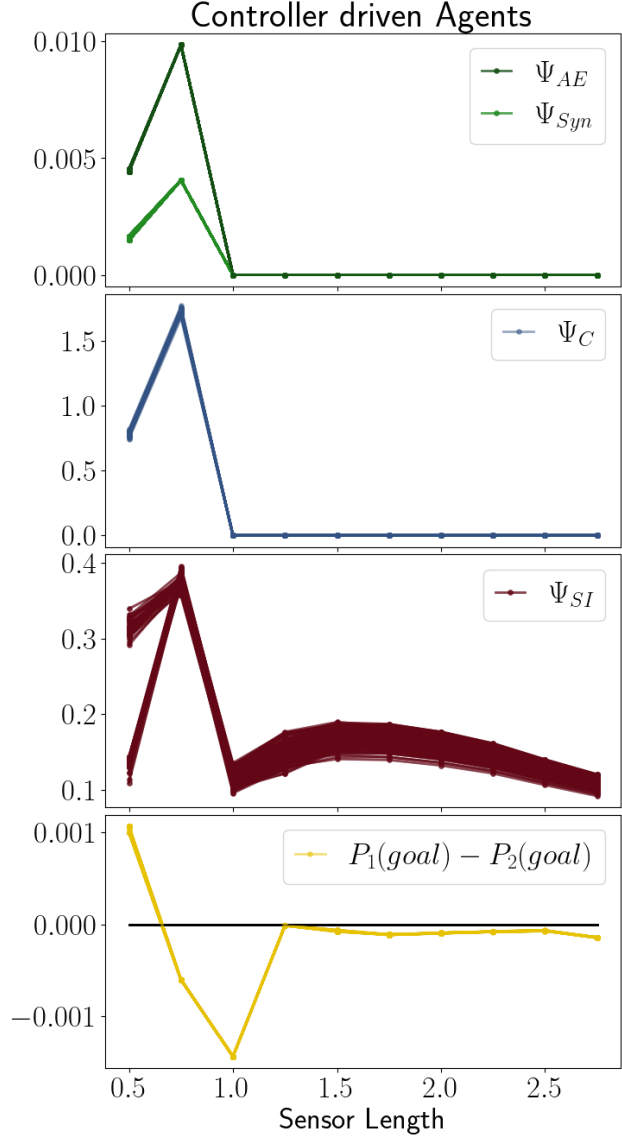 Controller driven Agents
0.010
0.005
0.000
Ψ_AE
Ψ_Syn
1.5
1.0
0.5
0.0
Ψ_C
0.4
0.3
0.2
0.1
Ψ_SI
0.001
0.000
−0.001
P_1(goal) − P_2(goal)
0.5 1.0 1.5 2.0 2.5
Sensor Length